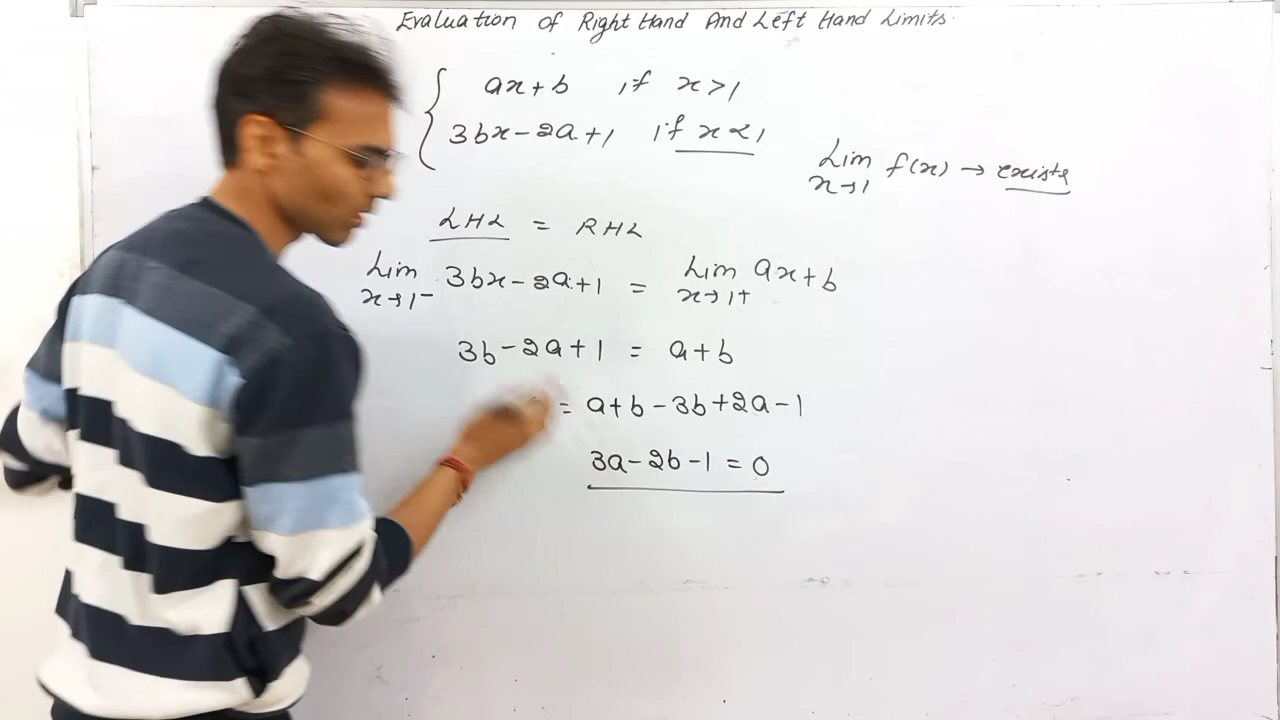 Evaluation of Right Hand And Left Hand Limits.
ax+b if x>1
3bx-2a+1 if x<1
Lim x→1 f(x) → exists
LHL = RHL
Lim x→1- 3bx-2a+1 = Lim x→1+ ax+b
3b-2a+1 = a+b
= a+b-3b+2a-1
3a-2b-1=0